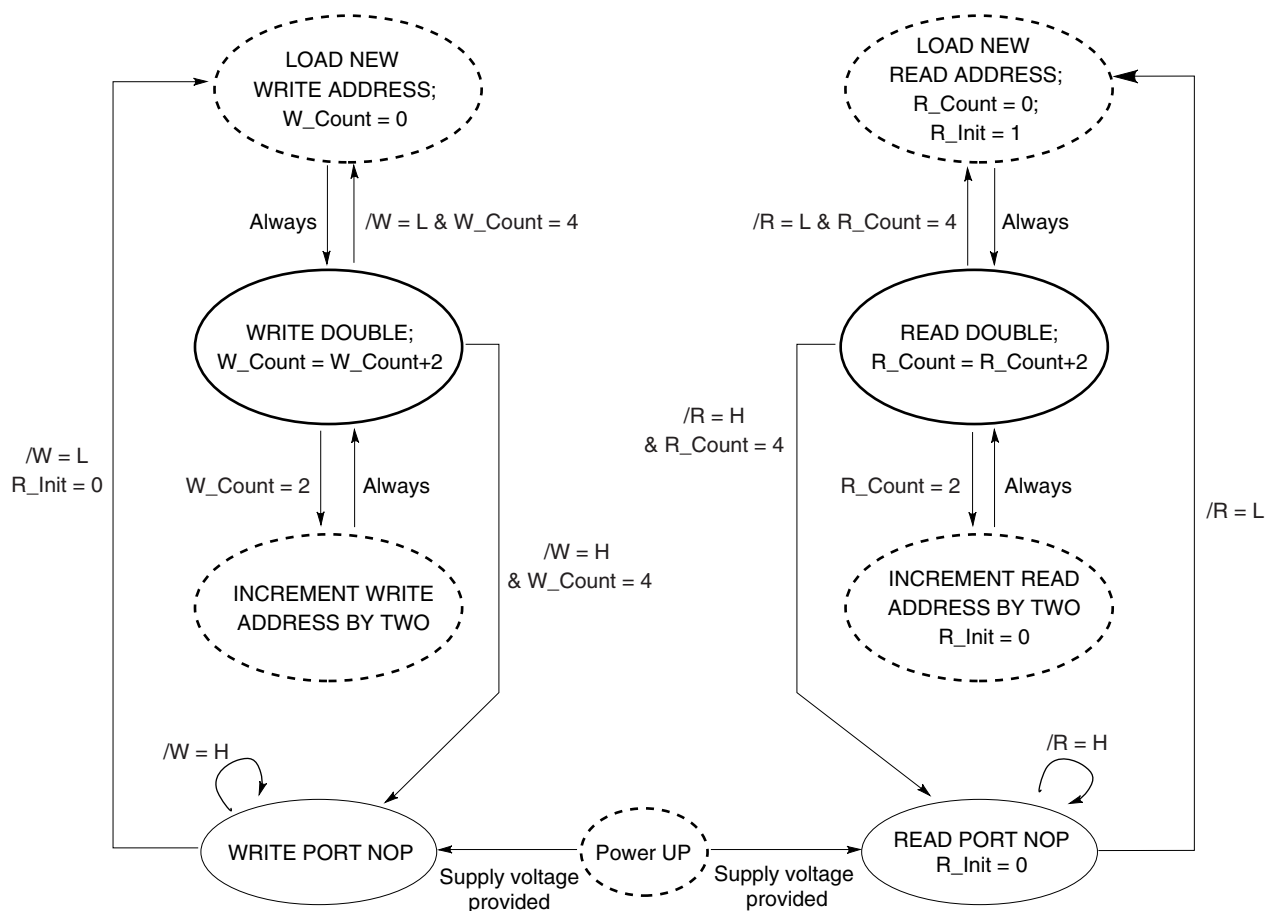 LOAD NEW
WRITE ADDRESS;
W_Count = 0
LOAD NEW
READ ADDRESS;
R_Count = 0;
R_Init = 1
Always
/W = L & W_Count = 4
/R = L & R_Count = 4
Always
WRITE DOUBLE;
W_Count = W_Count+2
READ DOUBLE;
R_Count = R_Count+2
/W = L
R_Init = 0
W_Count = 2
Always
/R = H
& R_Count = 4
R_Count = 2
Always
/R = L
/W = H
& W_Count = 4
INCREMENT WRITE
ADDRESS BY TWO
INCREMENT READ
ADDRESS BY TWO
R_Init = 0
/W = H
/R = H
WRITE PORT NOP
Power UP
READ PORT NOP
R_Init = 0
Supply voltage
provided
Supply voltage
provided